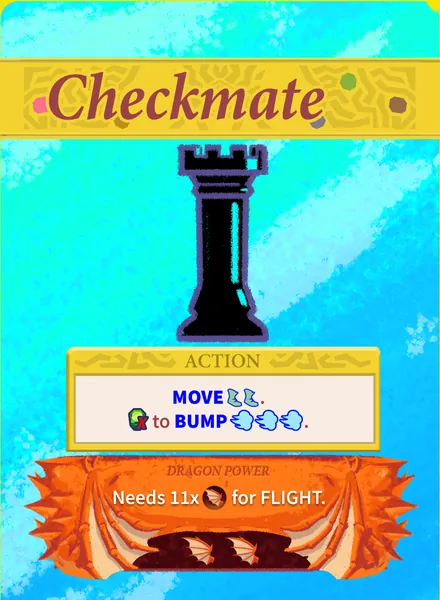 Checkmate
ACTION
MOVE.
to BUMP.
DRAGON POWER
Needs 11x for FLIGHT.